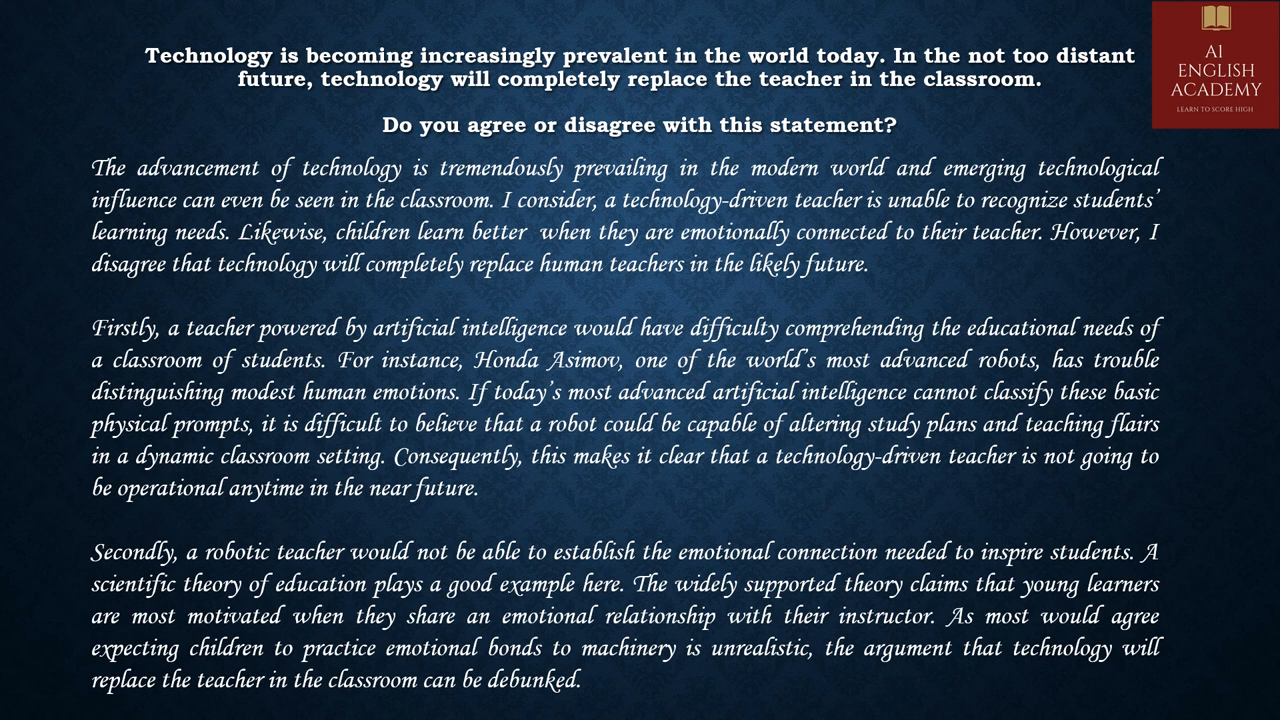 Technology is becoming increasingly prevalent in the world today. In the not too distant
future, technology will completely replace the teacher in the classroom.
Do you agree or disagree with this statement?
AI
ENGLISH
ACADEMY
LEARN TO SCORE HIGH
The advancement of technology is tremendously prevailing in the modern world and emerging technological
influence can even be seen in the classroom. I consider, a technology-driven teacher is unable to recognize students’
learning needs. Likewise, children learn better when they are emotionally connected to their teacher. However, I
disagree that technology will completely replace human teachers in the likely future.
Firstly, a teacher powered by artificial intelligence would have difficulty comprehending the educational needs of
a classroom of students. For instance, Honda Asimov, one of the world’s most advanced robots, has trouble
distinguishing modest human emotions. If today’s most advanced artificial intelligence cannot classify these basic
physical prompts, it is difficult to believe that a robot could be capable of altering study plans and teaching flairs
in a dynamic classroom setting. Consequently, this makes it clear that a technology-driven teacher is not going to
be operational anytime in the near future.
Secondly, a robotic teacher would not be able to establish the emotional connection needed to inspire students. A
scientific theory of education plays a good example here. The widely supported theory claims that young learners
are most motivated when they share an emotional relationship with their instructor. As most would agree
expecting children to practice emotional bonds to machinery is unrealistic, the argument that technology will
replace the teacher in the classroom can be debunked.